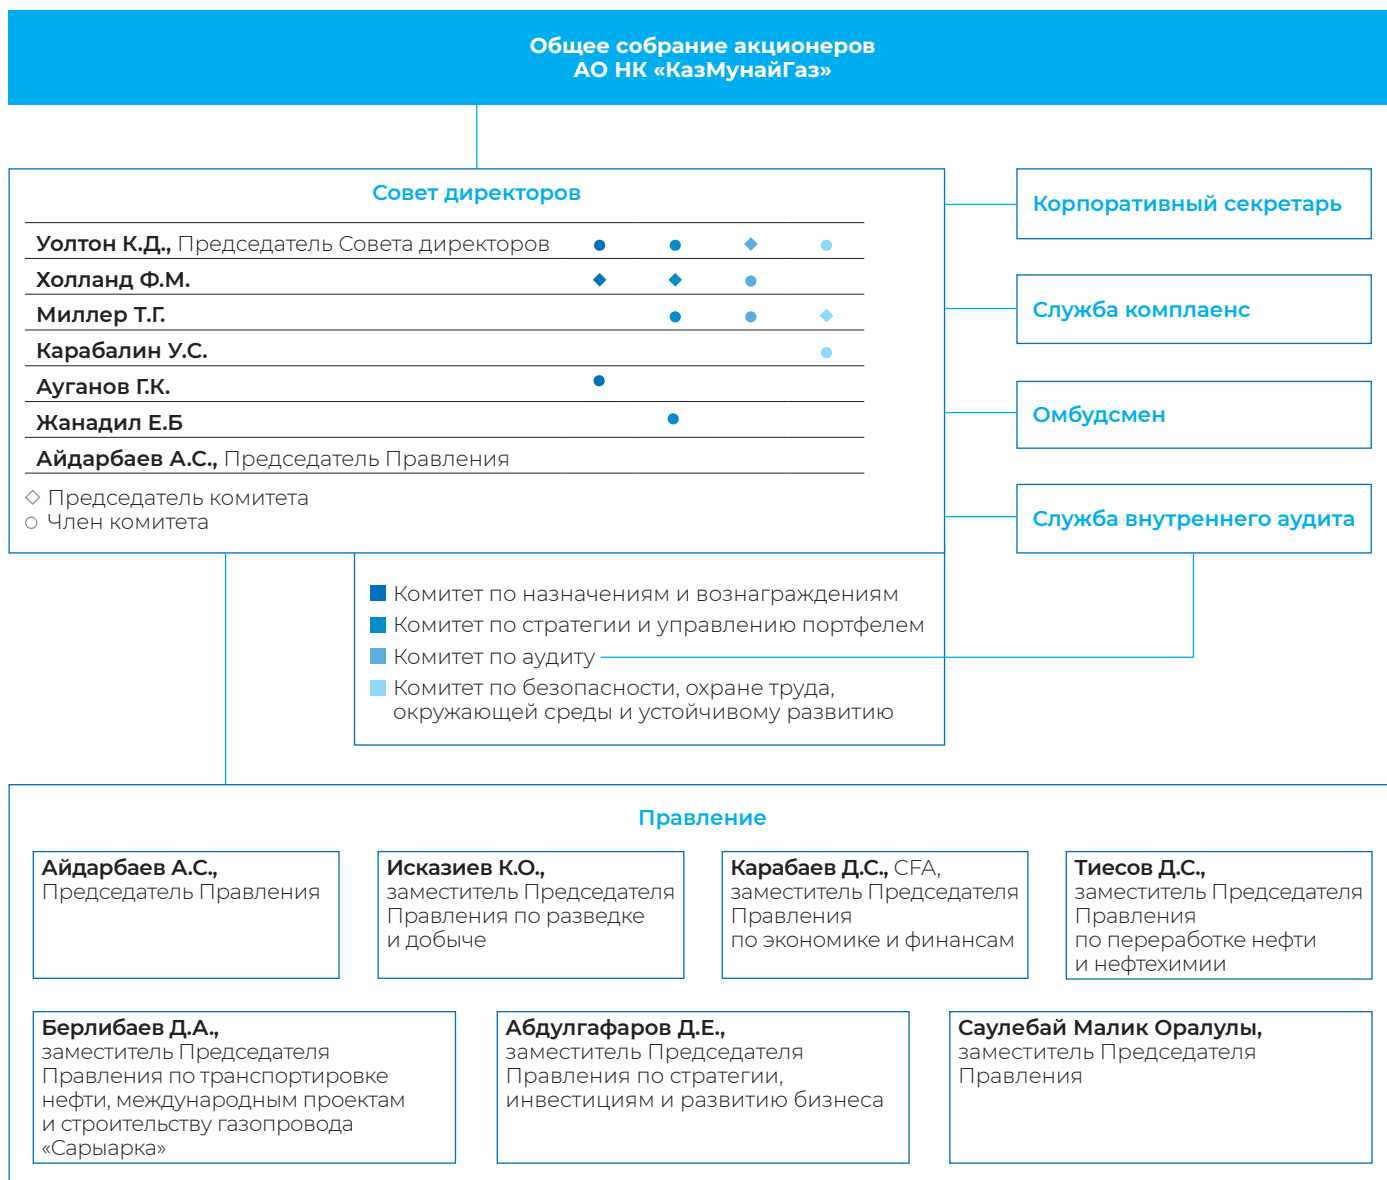 Общее собрание акционеров
АО НК «КазМунайГаз»
Совет директоров
Уолтон К.Д., Председатель Совета директоров
Холланд Ф.М.
Миллер Т.Г.
Карабалин У.С.
Ауганов Г.К.
Жанадил Е.Б
Айдарбаев А.С., Председатель Правления
Председатель комитета
Член комитета
Корпоративный секретарь
Служба комплаенс
Омбудсмен
Служба внутреннего аудита
Комитет по назначениям и вознаграждениям
Комитет по стратегии и управлению портфелем
Комитет по аудиту
Комитет по безопасности, охране труда,
окружающей среды и устойчивому развитию
Правление
Айдарбаев А.С.,
Председатель Правления
Исказиев К.О.,
заместитель Председателя
Правления по разведке
и добыче
Карабаев Д.С., CFA,
заместитель Председателя
Правления
по экономике и финансам
Тиесов Д.С.,
заместитель Председателя
Правления
по переработке нефти
и нефтехимии
Берлибаев Д.А.,
заместитель Председателя
Правления по транспортировке
нефти, международным проектам
и строительству газопровода
«Сарыарка»
Абдулгафаров Д.Е.,
заместитель Председателя
Правления по стратегии,
инвестициям и развитию бизнеса
Саулебай Малик Оралулы,
заместитель Председателя
Правления